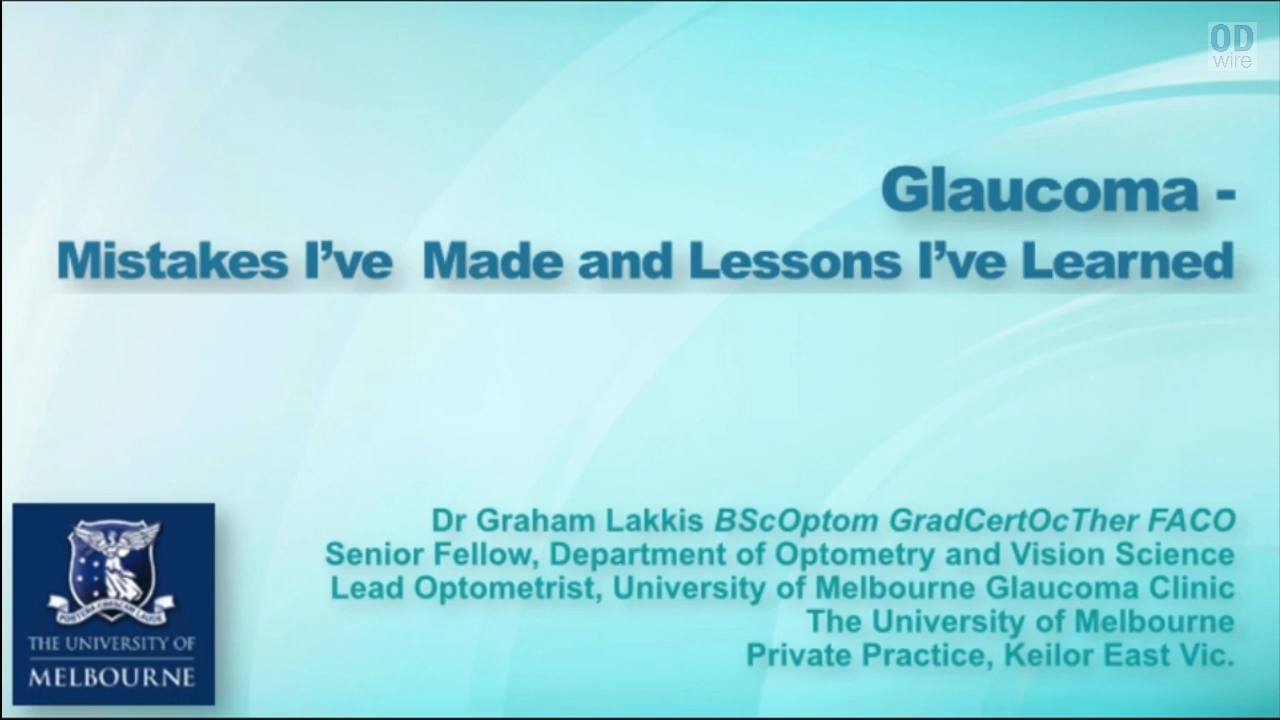 OD
wire
Glaucoma -
Mistakes I've Made and Lessons I've Learned
Dr Graham Lakkis BScOptom GradCertOcTher FACO
Senior Fellow, Department of Optometry and Vision Science
Lead Optometrist, University of Melbourne Glaucoma Clinic
The University of Melbourne
Private Practice, Keilor East Vic.
THE UNIVERSITY OF
MELBOURNE